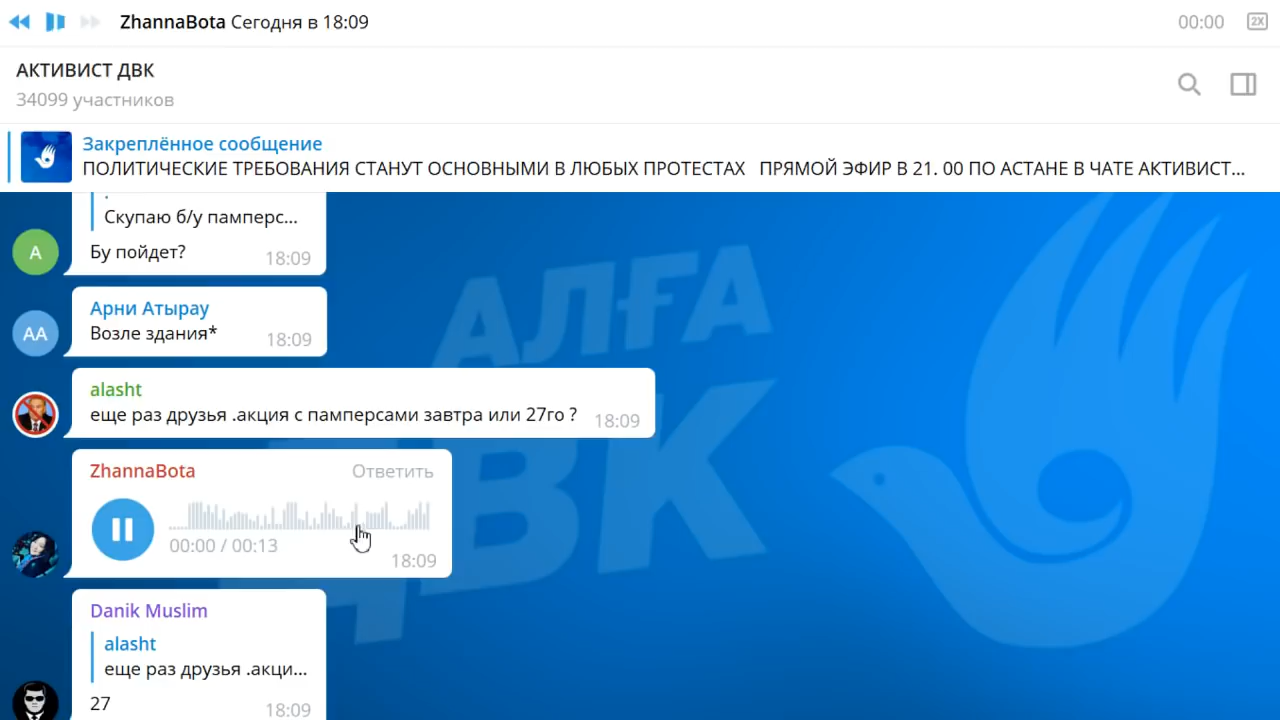 ZhannaBota Сегодня в 18:09
00:00
2X
АКТИВИСТ ДВК
34099 участников
Закреплённое сообщение
ПОЛИТИЧЕСКИЕ ТРЕБОВАНИЯ СТАНУТ ОСНОВНЫМИ В ЛЮБЫХ ПРОТЕСТАХ ПРЯМОЙ ЭФИР В 21. 00 ПО АСТАНЕ В ЧАТЕ АКТИВИСТ...
Скупаю б/у памперс...
A
Бу пойдет?
18:09
АЛҒА
ДВК
Арни Атырау
AA
Возле здания*
18:09
alasht
еще раз друзья .акция с памперсами завтра или 27го ?
18:09
ZhannaBota
Ответить
00:00 / 00:13
18:09
Danik Muslim
alasht
еще раз друзья .акци...
27
18:09